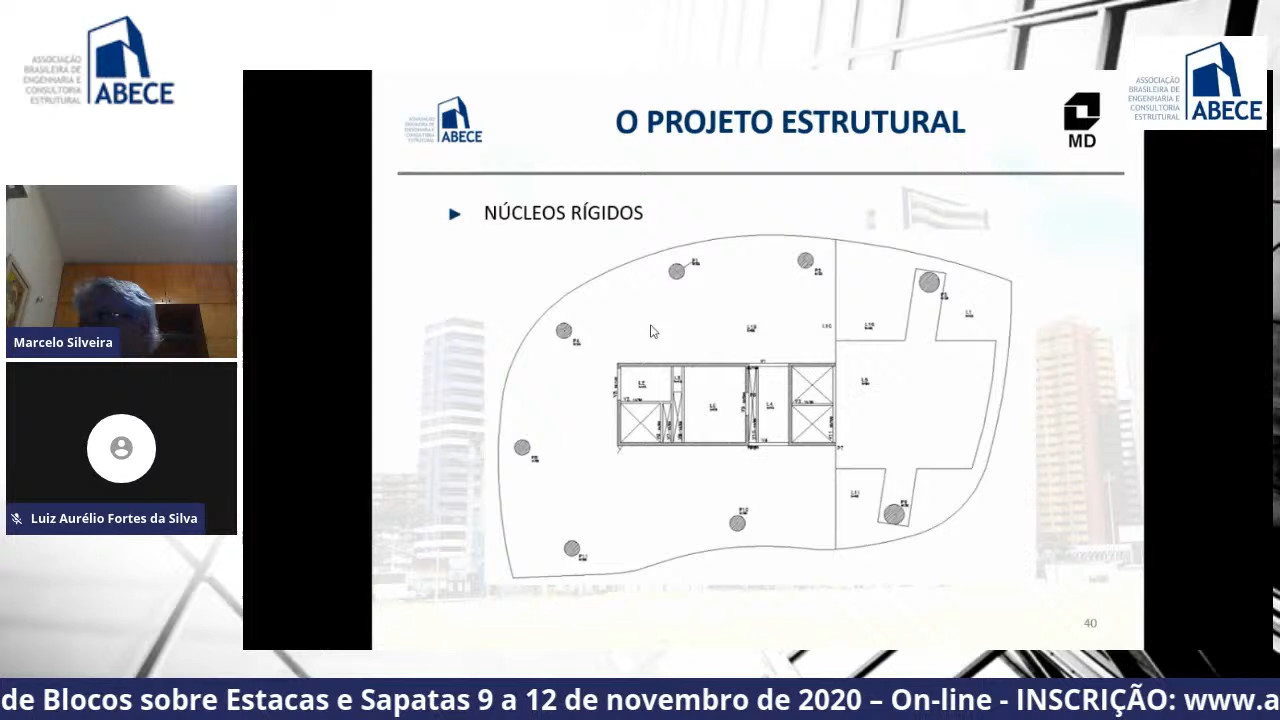 ASSOCIAÇÃO
BRASILEIRA DE
ENGENHARIA E
CONSULTORIA
ESTRUTURAL
ABECE
ASSOCIAÇÃO
BRASILEIRA DE
ENGENHARIA E
CONSULTORIA
ESTRUTURAL
ABECE
ABECE
O PROJETO ESTRUTURAL
MD
NÚCLEOS RÍGIDOS
Marcelo Silveira
Luiz Aurélio Fortes da Silva
40
de Blocos sobre Estacas e Sapatas 9 a 12 de novembro de 2020 – On-line - INSCRIÇÃO: www.a